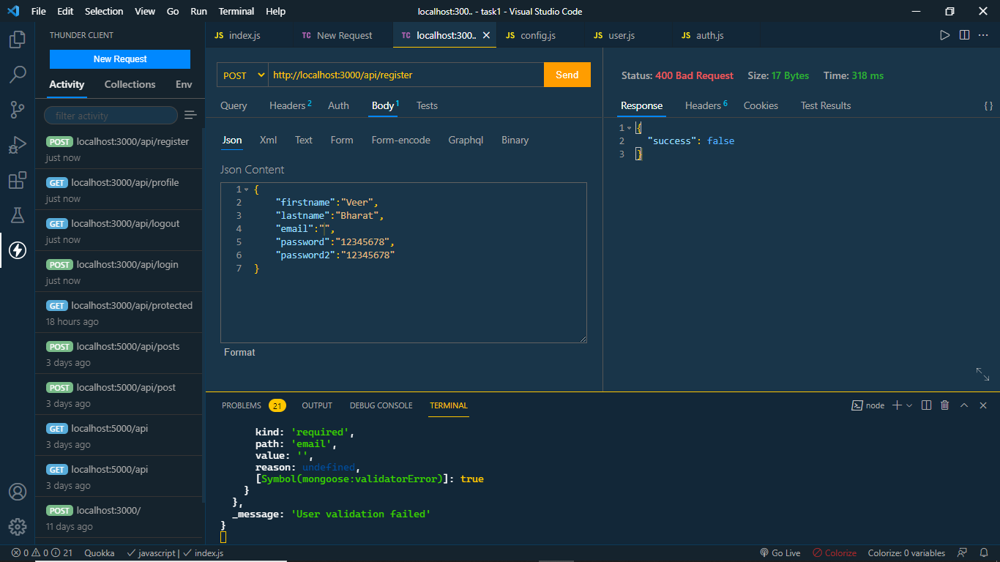 File Edit Selection View Go Run Terminal Help localhost:300.. - task1 - Visual Studio Code
THUNDER CLIENT
New Request
Activity Collections Env
filter activity
POST localhost:3000/api/register
just now
GET localhost:3000/api/profile
just now
GET localhost:3000/api/logout
just now
POST localhost:3000/api/login
just now
GET localhost:3000/api/protected
18 hours ago
POST localhost:5000/api/posts
3 days ago
POST localhost:5000/api/post
3 days ago
GET localhost:5000/api
3 days ago
GET localhost:5000/api
3 days ago
POST localhost:3000/
11 days ago
JS index.js TC New Request TC localhost:300.. JS config.js JS user.js JS auth.js
POST http://localhost:3000/api/register Send
Query Headers 2 Auth Body 1 Tests
Json Xml Text Form Form-encode Graphql Binary
Json Content
1 {
2 "firstname":"Veer",
3 "lastname":"Bharat",
4 "email":"",
5 "password":"12345678",
6 "password2":"12345678"
7 }
Format
Status: 400 Bad Request Size: 17 Bytes Time: 318 ms
Response Headers 6 Cookies Test Results { }
1 {
2 "success": false
3 }
PROBLEMS 21 OUTPUT DEBUG CONSOLE TERMINAL node
kind: 'required',
path: 'email',
value: '',
reason: undefined,
[Symbol(mongoose:validatorError)]: true
}
},
_message: 'User validation failed'
}
0 0 21 Quokka javascript | index.js Go Live Colorize Colorize: 0 variables